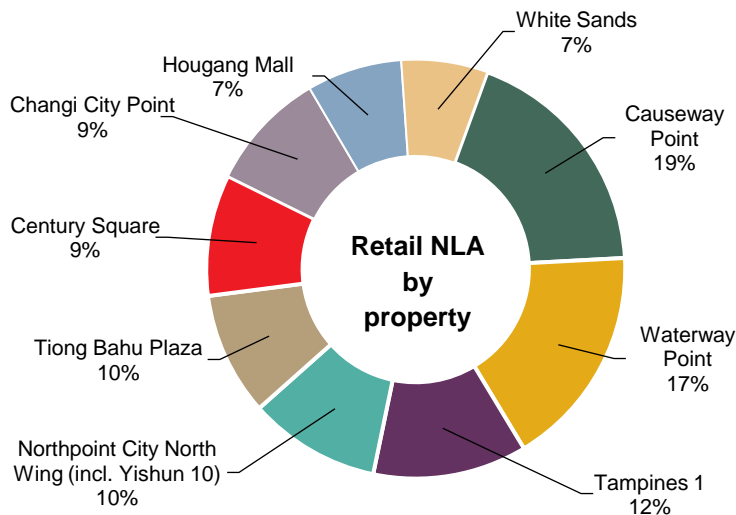 White Sands
7%
Hougang Mall
7%
Changi City Point
9%
Causeway
Point
19%
Century Square
9%
Retail NLA
by
property
Tiong Bahu Plaza
10%
Waterway
Point
17%
Northpoint City North
Wing (incl. Yishun 10)
10%
Tampines 1
12%